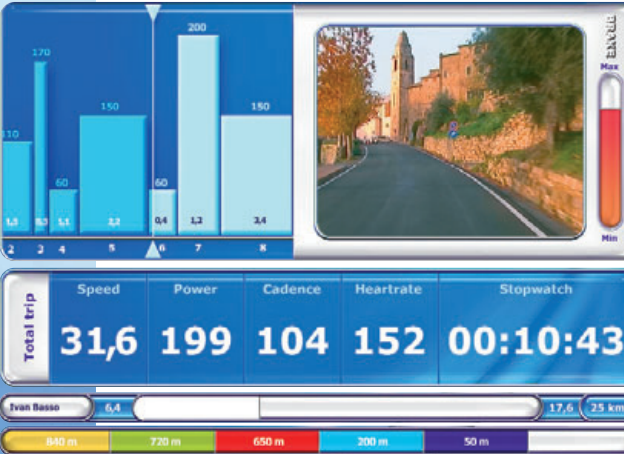 200
170
150
150
110
60
60
1,3 0,3 1,1 2,2 0,4 1,2 2,4
2 3 4 5 6 7 8
BRAKE
Max
Min
Total trip
Speed Power Cadence Heartrate Stopwatch
31,6 199 104 152 00:10:43
Ivan Basso 6,4 17,6 25 km
840 m 720 m 650 m 200 m 50 m